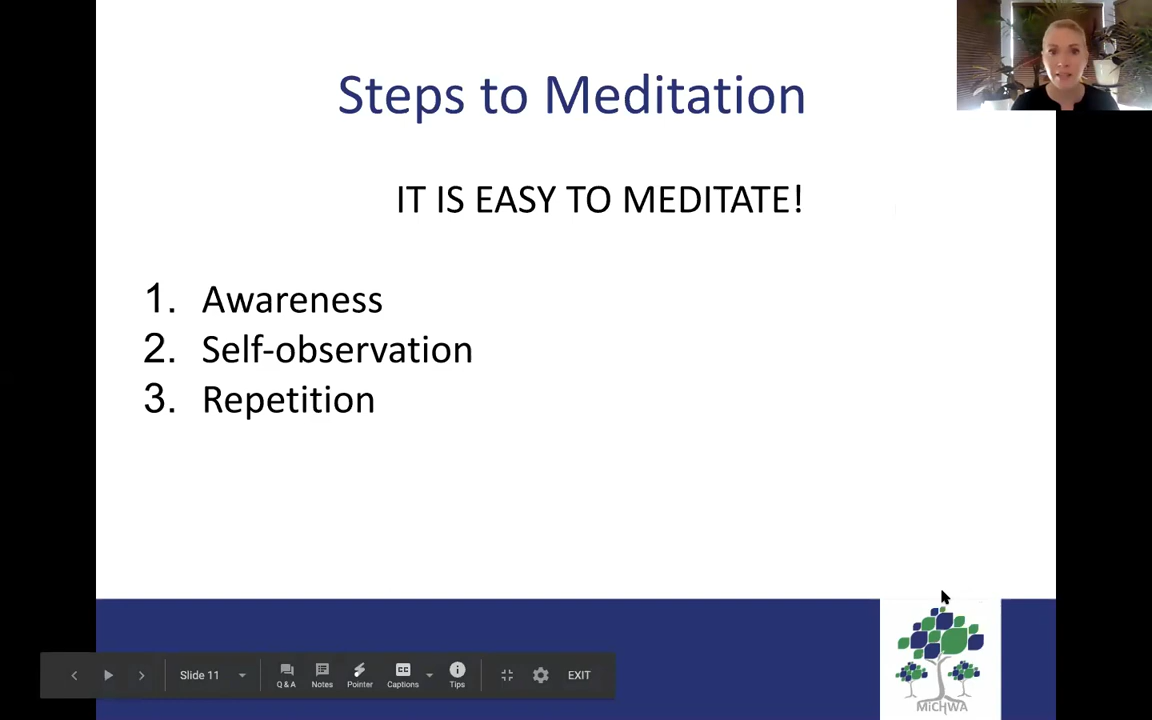 Steps to Meditation
IT IS EASY TO MEDITATE!
1. Awareness
2. Self-observation
3. Repetition
Slide 11
Q & A
Notes
Pointer
Captions
Tips
EXIT
MiCHWA